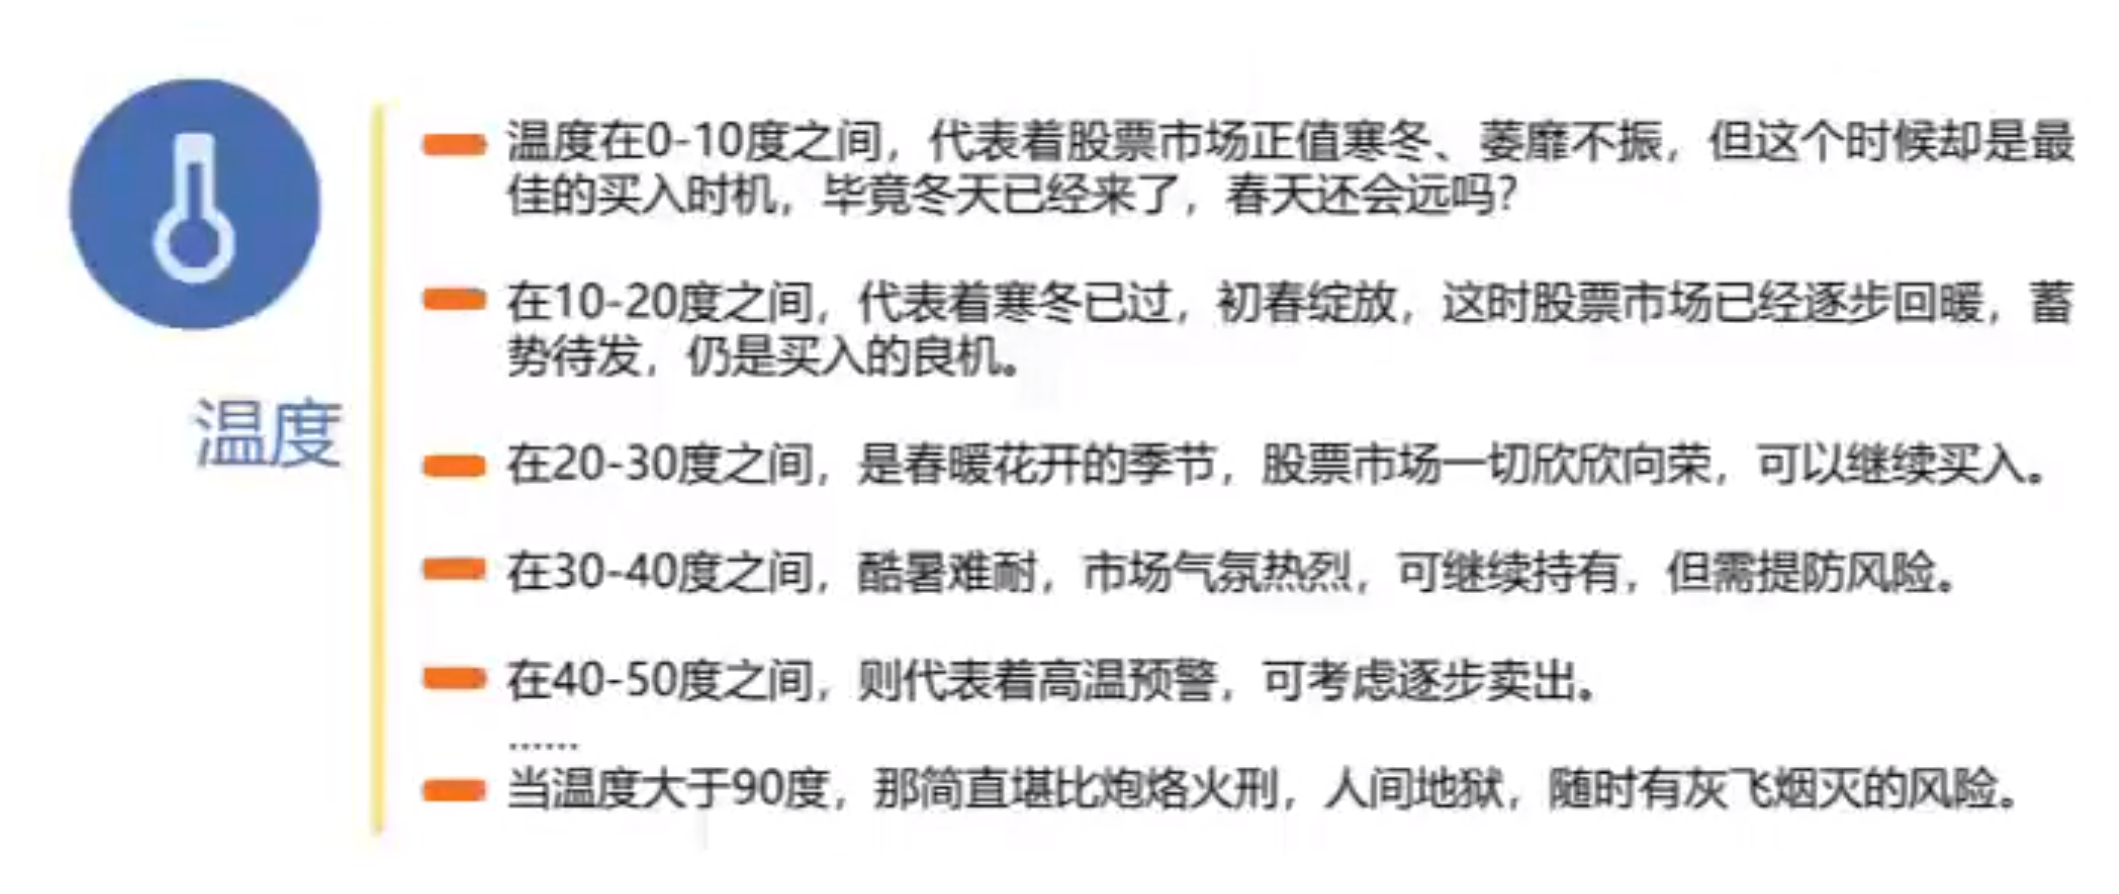 温度
温度在0-10度之间，代表着股票市场正值寒冬、萎靡不振，但这个时候却是最
佳的买入时机，毕竟冬天已经来了，春天还会远吗？
在10-20度之间，代表着寒冬已过，初春绽放，这时股票市场已经逐步回暖，蓄
势待发，仍是买入的良机。
在20-30度之间，是春暖花开的季节，股票市场一切欣欣向荣，可以继续买入。
在30-40度之间，酷暑难耐，市场气氛热烈，可继续持有，但需提防风险。
在40-50度之间，则代表着高温预警，可考虑逐步卖出。
……
当温度大于90度，那简直堪比炮烙火刑，人间地狱，随时有灰飞烟灭的风险。